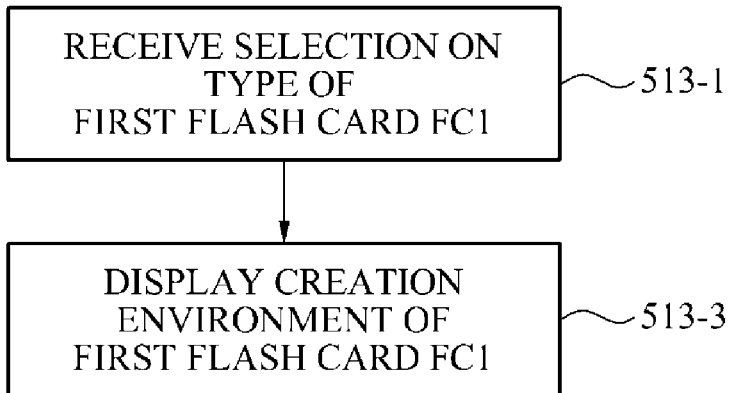 RECEIVE SELECTION ON
TYPE OF
FIRST FLASH CARD FC1
513-1
DISPLAY CREATION
ENVIRONMENT OF
FIRST FLASH CARD FC1
513-3